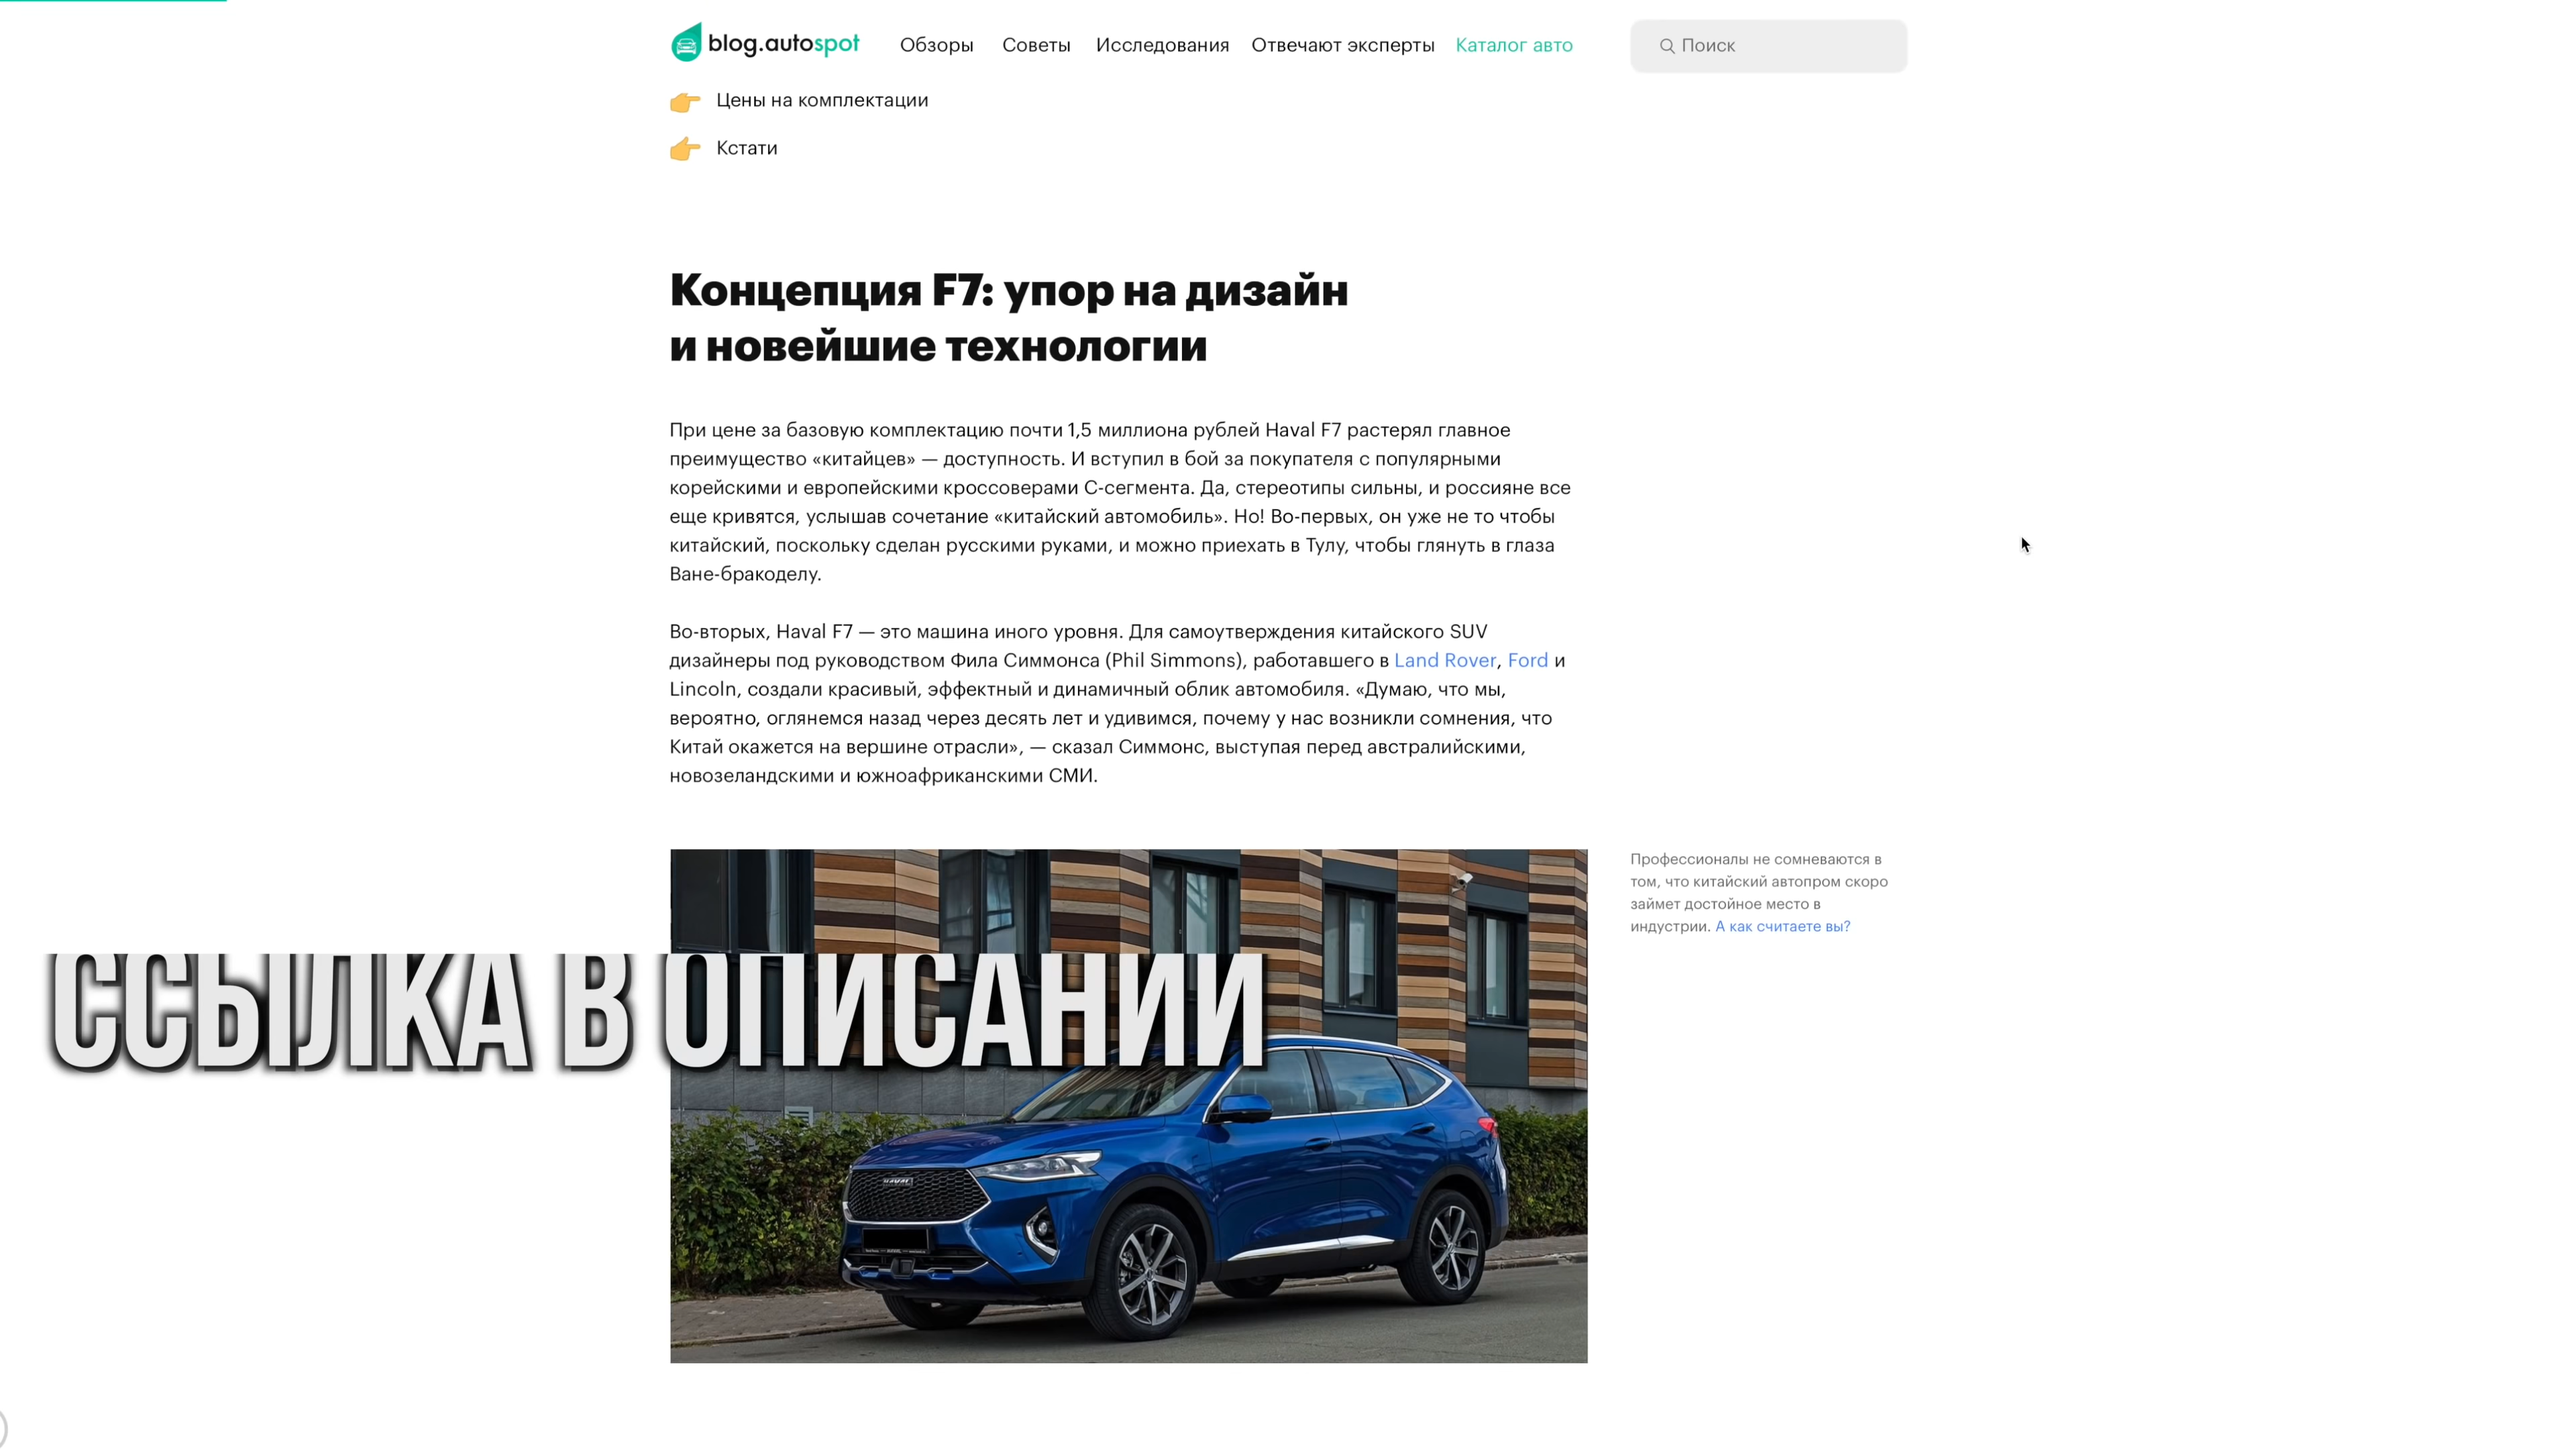 blog.autospot
Обзоры
Советы
Исследования
Отвечают эксперты
Каталог авто
Поиск
Цены на комплектации
Кстати
Концепция F7: упор на дизайн
и новейшие технологии
При цене за базовую комплектацию почти 1,5 миллиона рублей Haval F7 растерял главное
преимущество «китайцев» — доступность. И вступил в бой за покупателя с популярными
корейскими и европейскими кроссоверами С-сегмента. Да, стереотипы сильны, и россияне все
еще кривятся, услышав сочетание «китайский автомобиль». Но! Во-первых, он уже не то чтобы
китайский, поскольку сделан русскими руками, и можно приехать в Тулу, чтобы глянуть в глаза
Ване-бракоделу.
Во-вторых, Haval F7 — это машина иного уровня. Для самоутверждения китайского SUV
дизайнеры под руководством Фила Симмонса (Phil Simmons), работавшего в Land Rover, Ford и
Lincoln, создали красивый, эффектный и динамичный облик автомобиля. «Думаю, что мы,
вероятно, оглянемся назад через десять лет и удивимся, почему у нас возникли сомнения, что
Китай окажется на вершине отрасли», — сказал Симмонс, выступая перед австралийскими,
новозеландскими и южноафриканскими СМИ.
Профессионалы не сомневаются в
том, что китайский автопром скоро
займет достойное место в
индустрии. А как считаете вы?
ССЫЛКА В ОПИСАНИИ
HAVAL